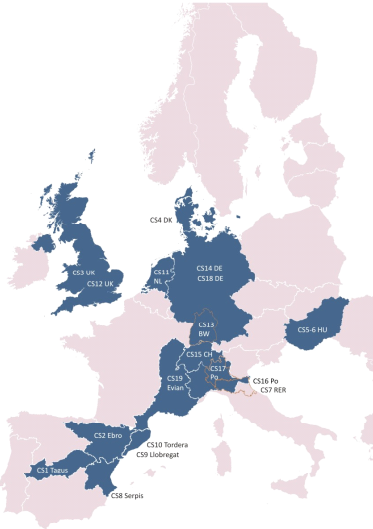 CS4 DK
CS3 UK
CS12 UK
CS11
NL
CS14 DE
CS18 DE
CS13
BW
CS5-6 HU
CS15 CH
CS17
Po
CS19
Evian
CS16 Po
CS7 RER
CS2 Ebro
CS10 Tordera
CS9 Llobregat
CS1 Tagus
CS8 Serpis